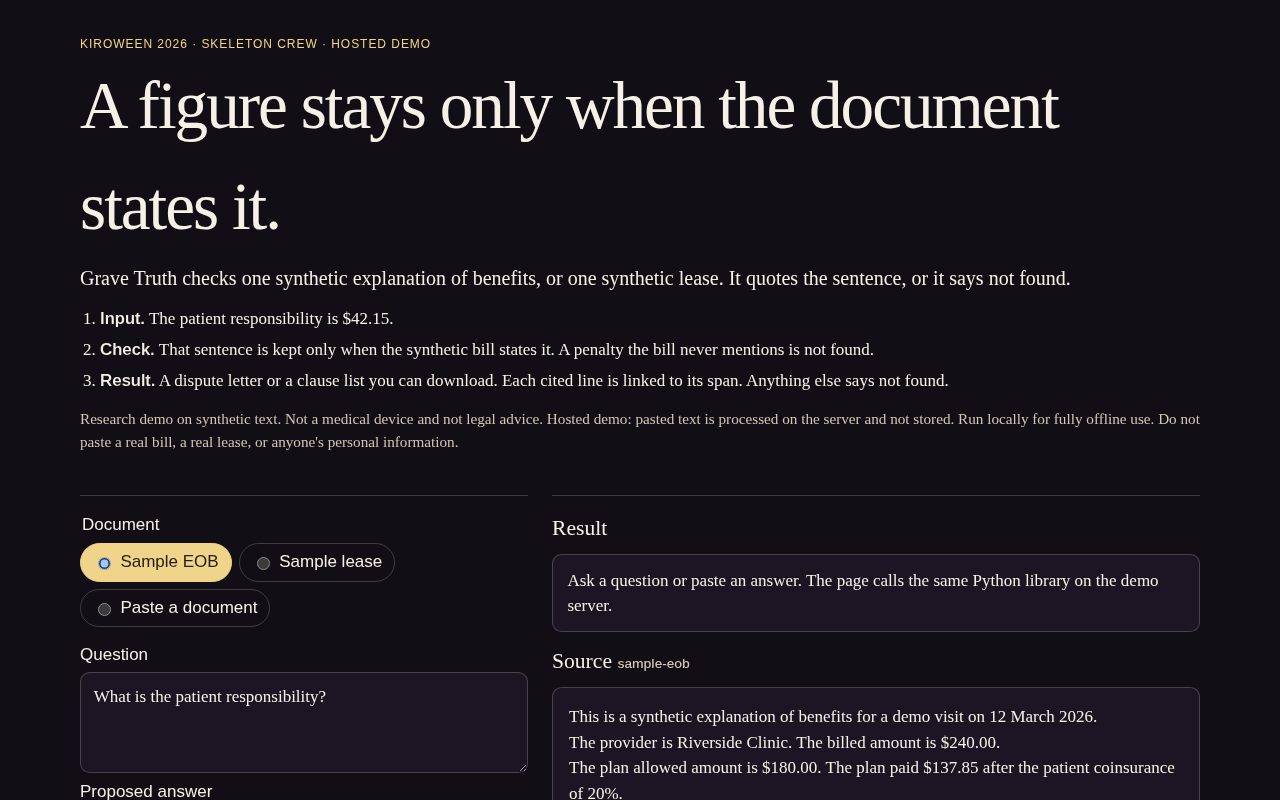 KIROWEEN 2026 · SKELETON CREW · HOSTED DEMO
A figure stays only when the document
states it.
Grave Truth checks one synthetic explanation of benefits, or one synthetic lease. It quotes the sentence, or it says not found.
1. Input. The patient responsibility is $42.15.
2. Check. That sentence is kept only when the synthetic bill states it. A penalty the bill never mentions is not found.
3. Result. A dispute letter or a clause list you can download. Each cited line is linked to its span. Anything else says not found.
Research demo on synthetic text. Not a medical device and not legal advice. Hosted demo: pasted text is processed on the server and not stored. Run locally for fully offline use. Do not
paste a real bill, a real lease, or anyone's personal information.
Document
Sample EOB
Sample lease
Paste a document
Question
What is the patient responsibility?
Proposed answer
Result
Ask a question or paste an answer. The page calls the same Python library on the demo
server.
Source sample-eob
This is a synthetic explanation of benefits for a demo visit on 12 March 2026.
The provider is Riverside Clinic. The billed amount is $240.00.
The plan allowed amount is $180.00. The plan paid $137.85 after the patient coinsurance
of 20%.